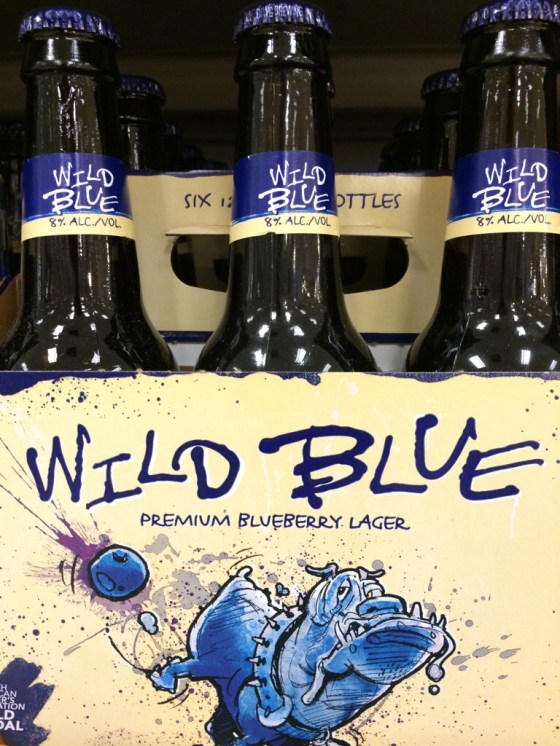 WILD
BLUE
8% ALC./VOL.
WILD
BLUE
8% ALC./VOL.
WILD
BLUE
8% ALC./VOL.
SIX 12 OTTLES
WILD BLUE
PREMIUM BLUEBERRY LAGER